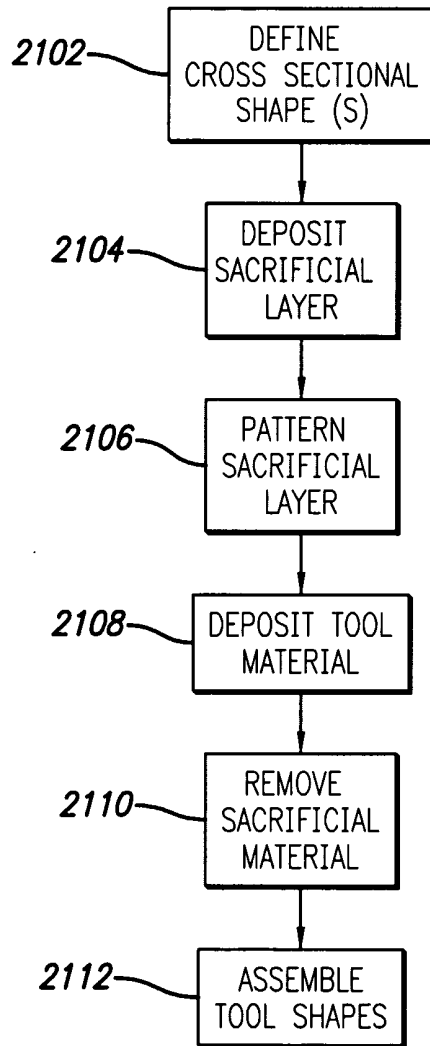 2102
DEFINE
CROSS SECTIONAL
SHAPE (S)
2104
DEPOSIT
SACRIFICIAL
LAYER
2106
PATTERN
SACRIFICIAL
LAYER
2108
DEPOSIT TOOL
MATERIAL
2110
REMOVE
SACRIFICIAL
MATERIAL
2112
ASSEMBLE
TOOL SHAPES